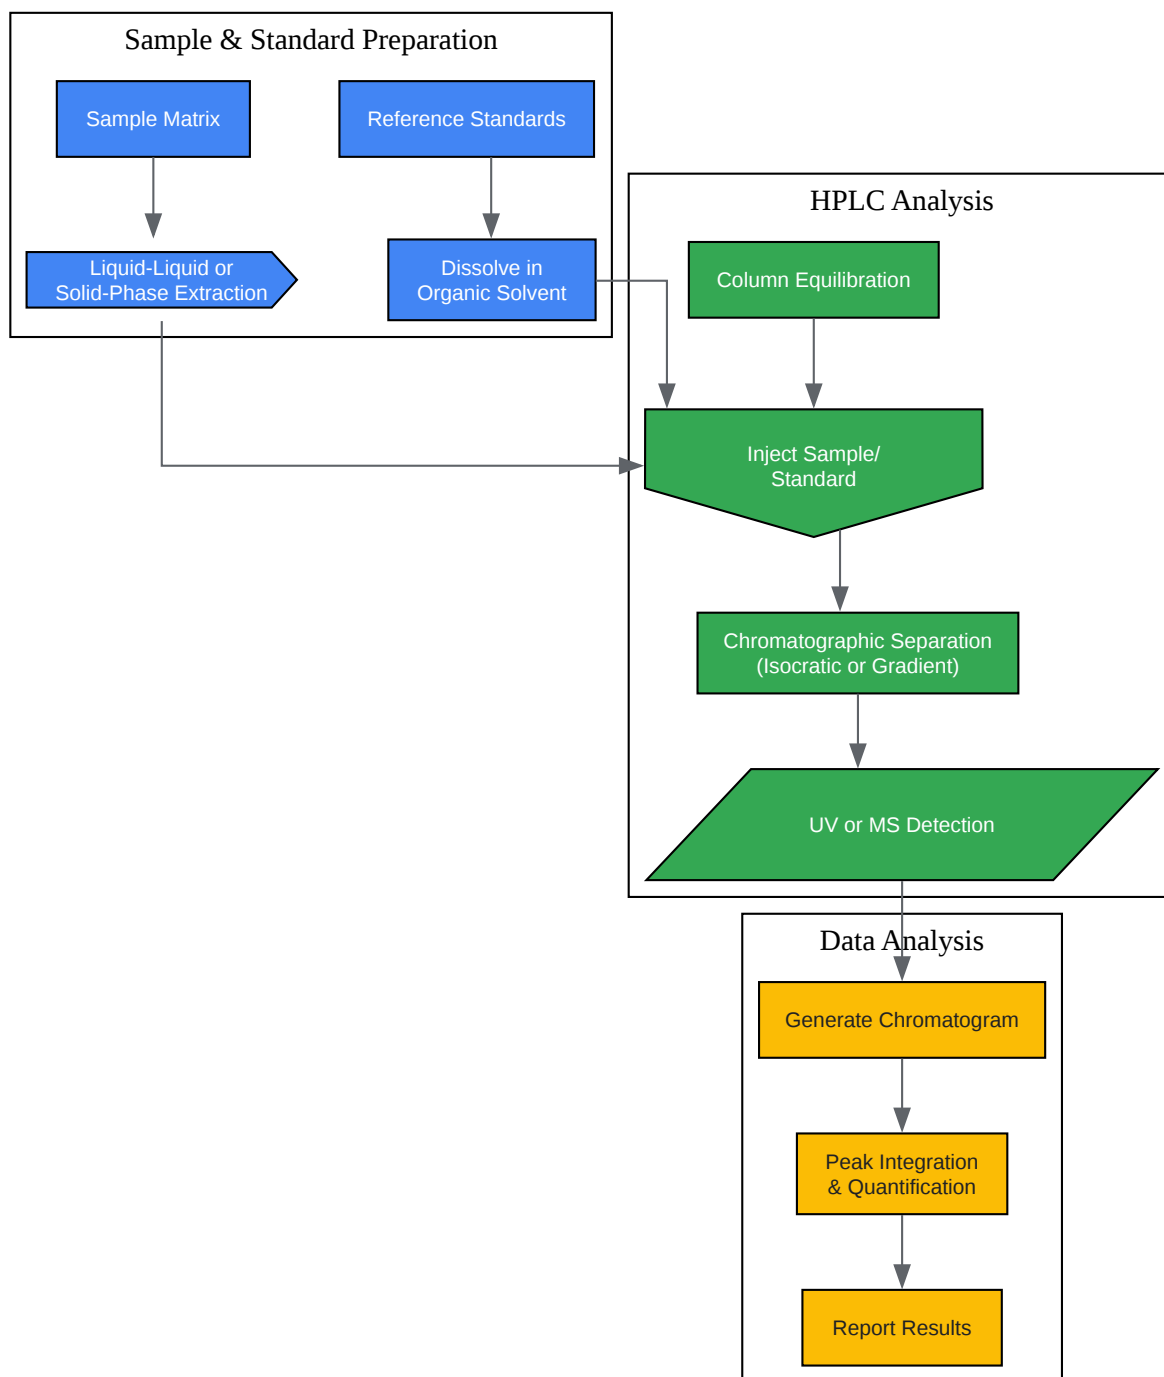 Sample & Standard Preparation
Sample Matrix
Reference Standards
Liquid-Liquid or
Solid-Phase Extraction
Dissolve in
Organic Solvent
HPLC Analysis
Column Equilibration
Inject Sample/
Standard
Chromatographic Separation
(Isocratic or Gradient)
UV or MS Detection
Data Analysis
Generate Chromatogram
Peak Integration
& Quantification
Report Results